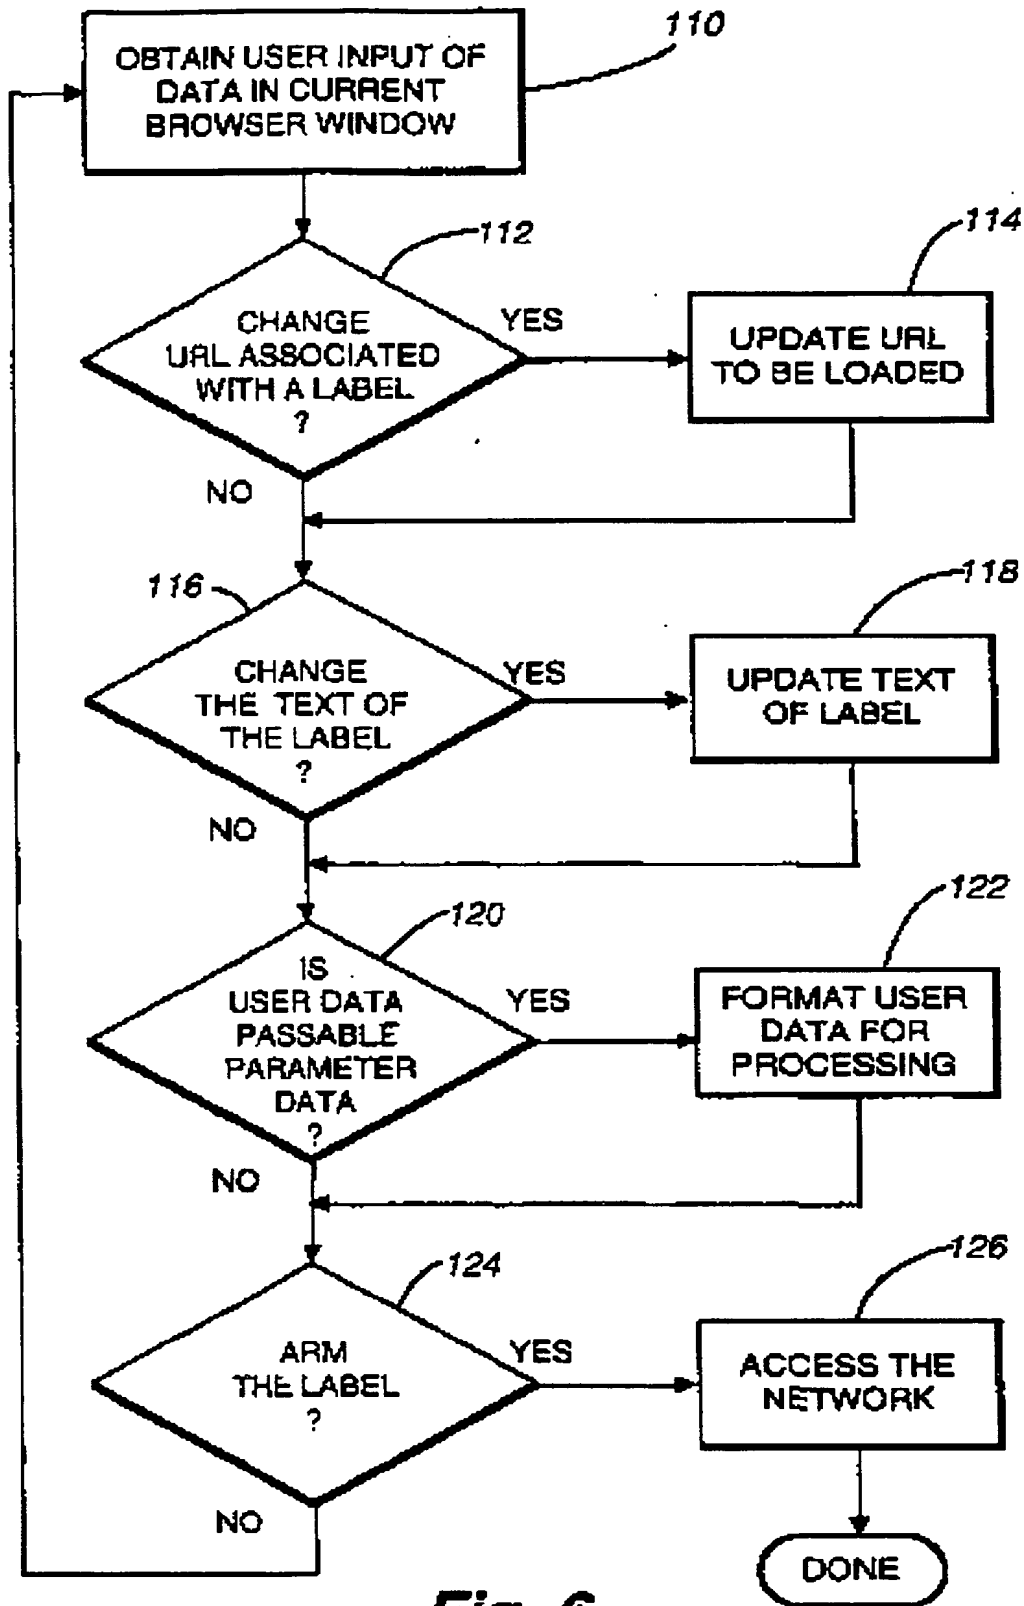 110
OBTAIN USER INPUT OF
DATA IN CURRENT
BROWSER WINDOW
112
114
CHANGE
URL ASSOCIATED
WITH A LABEL
?
YES
UPDATE URL
TO BE LOADED
NO
116
118
CHANGE
THE TEXT OF
THE LABEL
?
YES
UPDATE TEXT
OF LABEL
NO
120
122
IS
USER DATA
PASSABLE
PARAMETER
DATA
?
YES
FORMAT USER
DATA FOR
PROCESSING
NO
124
126
ARM
THE LABEL
?
YES
ACCESS THE
NETWORK
NO
DONE
Fig. 6